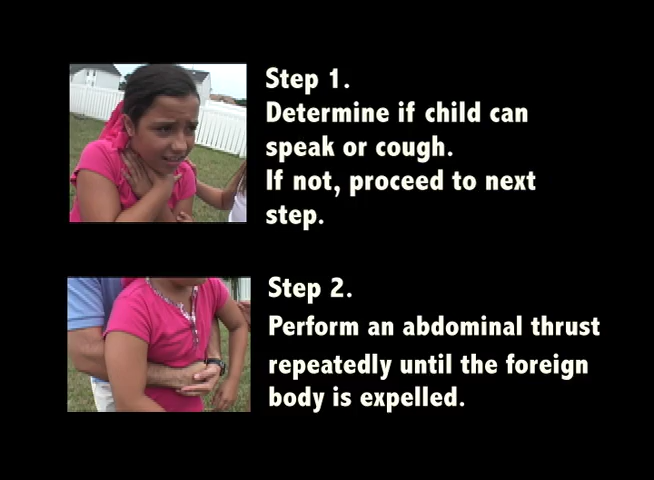 Step 1.
Determine if child can
speak or cough.
If not, proceed to next
step.
Step 2.
Perform an abdominal thrust
repeatedly until the foreign
body is expelled.